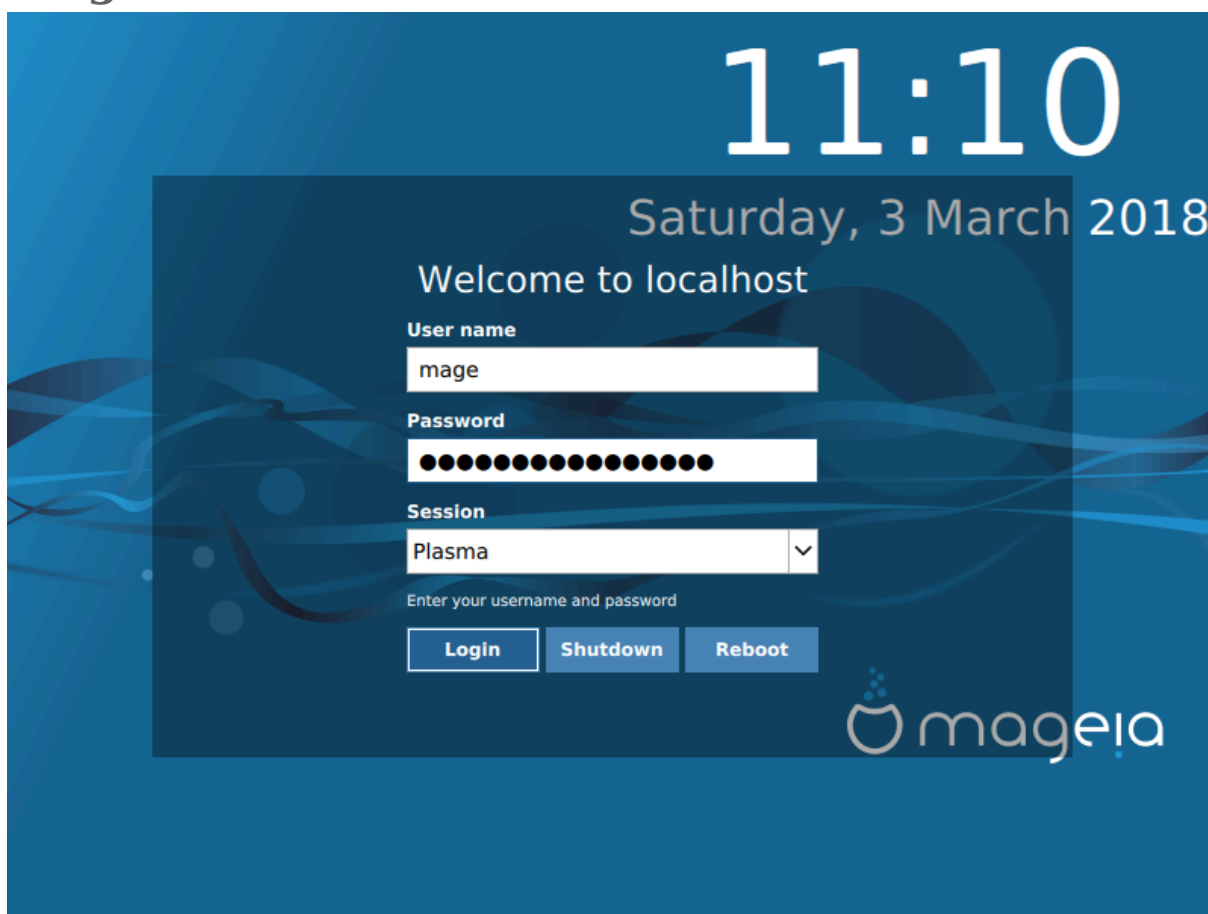 11:10
Saturday, 3 March 2018
Welcome to localhost
User name
mage
Password
●●●●●●●●●●●●●●●●
Session
Plasma
Enter your username and password
Login Shutdown Reboot
mageia